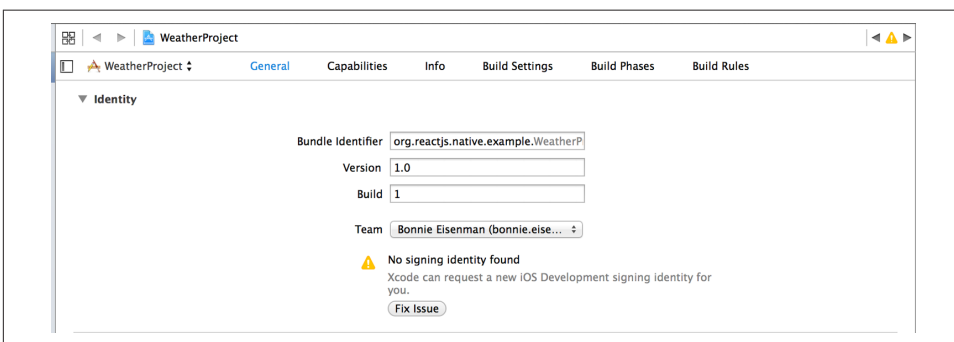 WeatherProject
WeatherProject General Capabilities Info Build Settings Build Phases Build Rules
Identity
Bundle Identifier org.reactjs.native.example.WeatherP
Version 1.0
Build 1
Team Bonnie Eisenman (bonnie.eise...
No signing identity found
Xcode can request a new iOS Development signing identity for
you.
Fix Issue